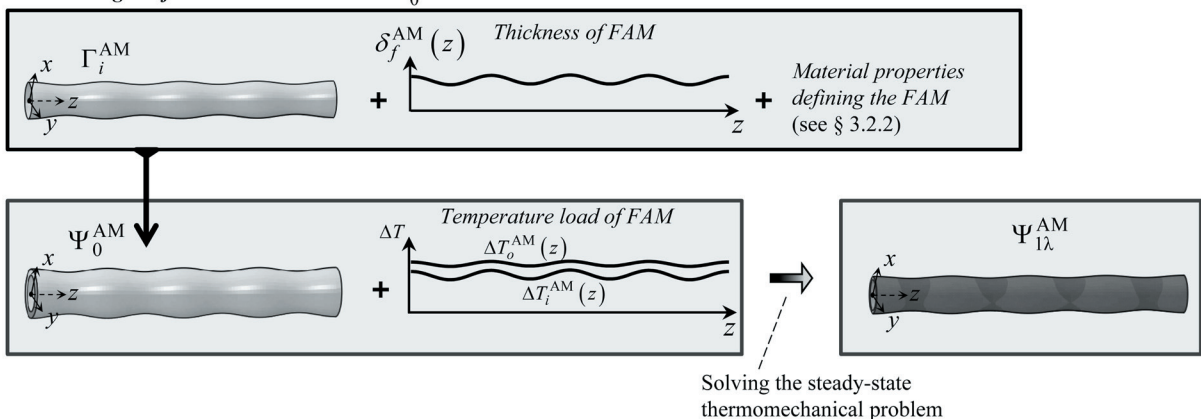 Γ_i^AM
x
z
y
+
δ_f^AM (z)
Thickness of FAM
z
+
Material properties
defining the FAM
(see § 3.2.2)
Ψ_0^AM
x
z
y
+
Temperature load of FAM
ΔT
ΔT_o^AM (z)
ΔT_i^AM (z)
z
Ψ_1λ^AM
x
z
y
Solving the steady-state
thermomechanical problem